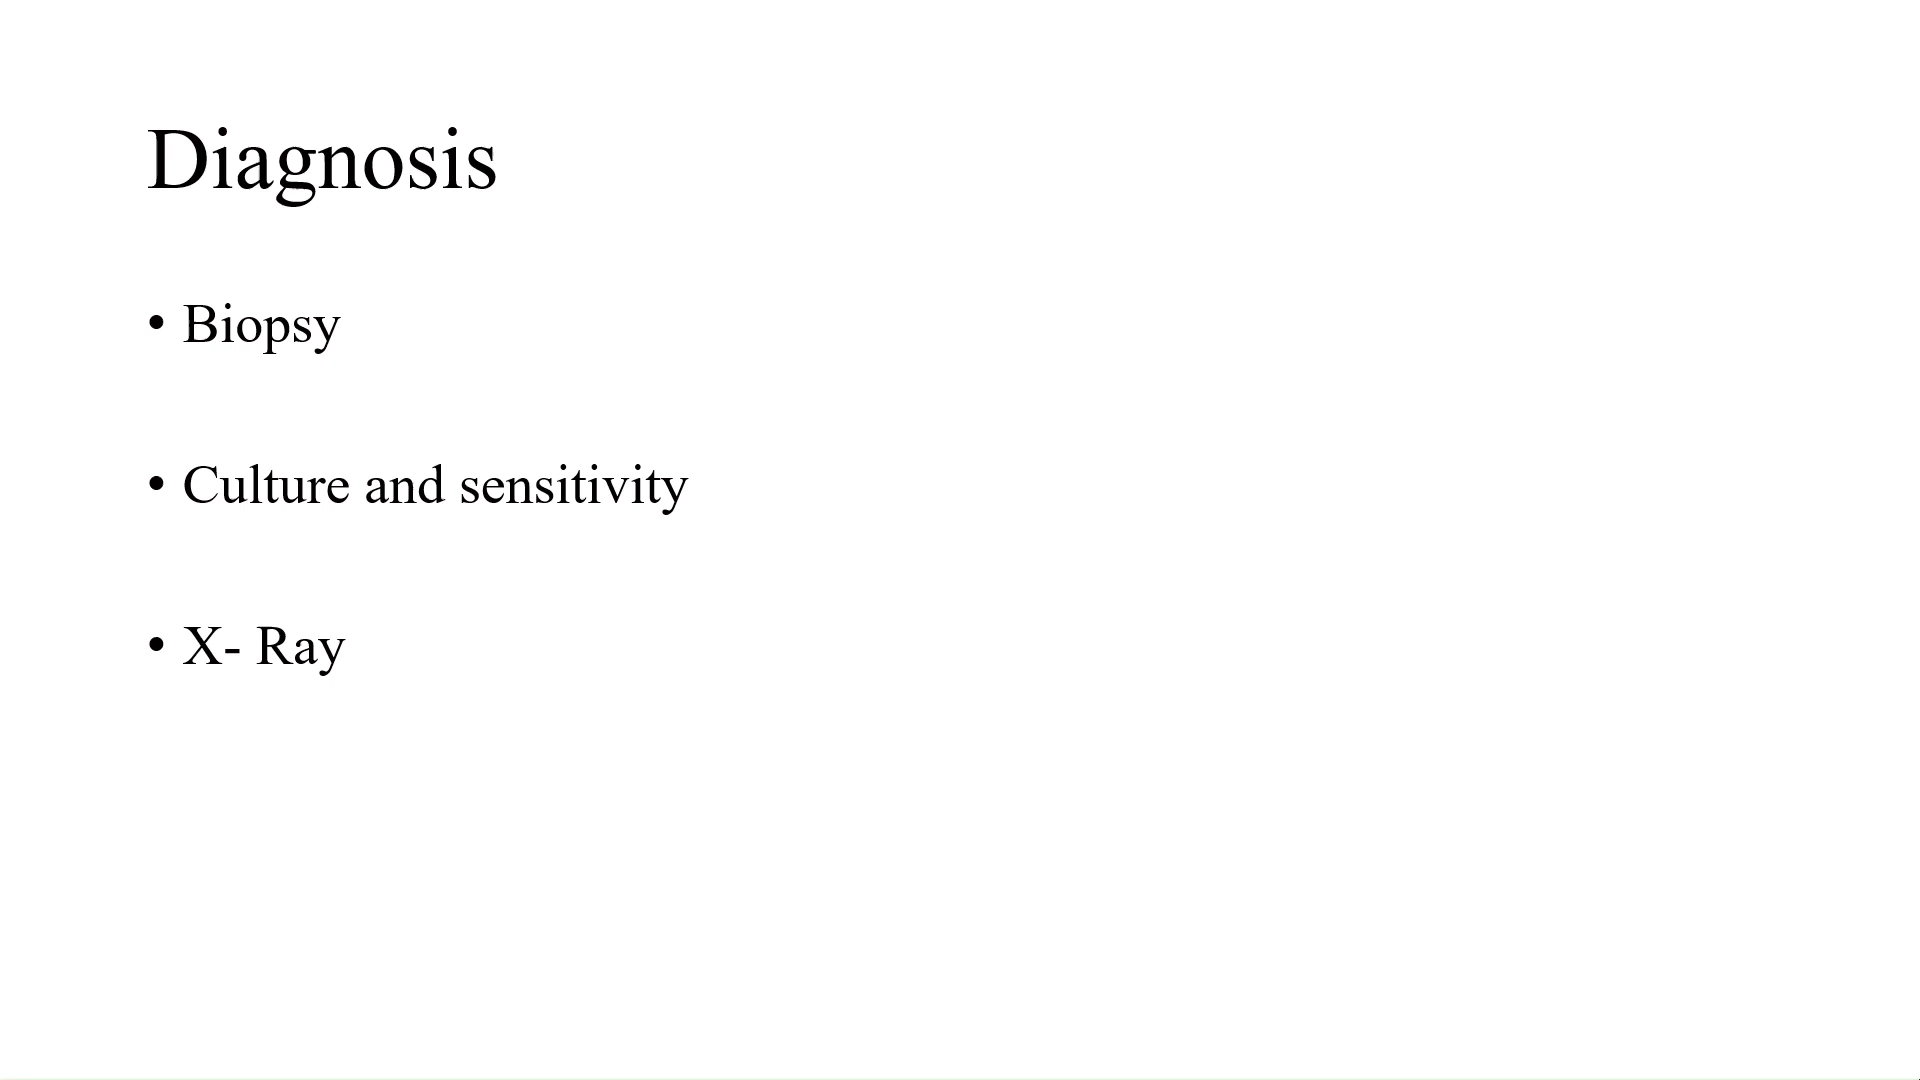 Diagnosis
• Biopsy
• Culture and sensitivity
• X- Ray